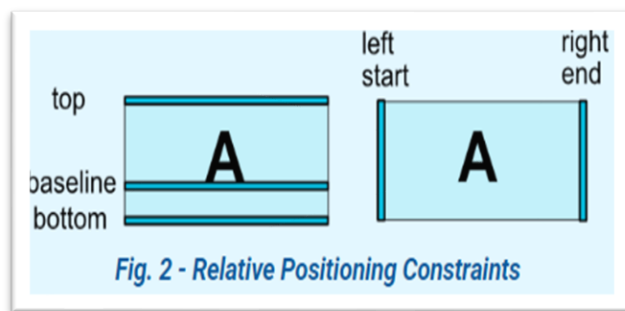 top
A
baseline
bottom
left
start
right
end
A
Fig. 2 - Relative Positioning Constraints